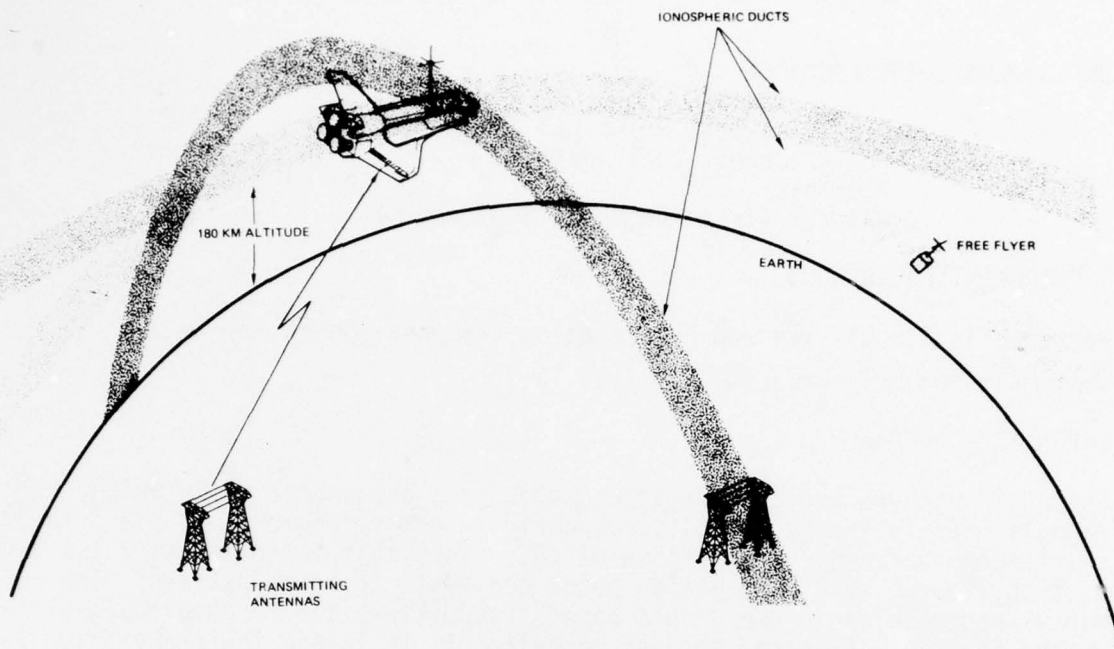 IONOSPHERIC DUCTS
180 KM ALTITUDE
EARTH
FREE FLYER
TRANSMITTING
ANTENNAS